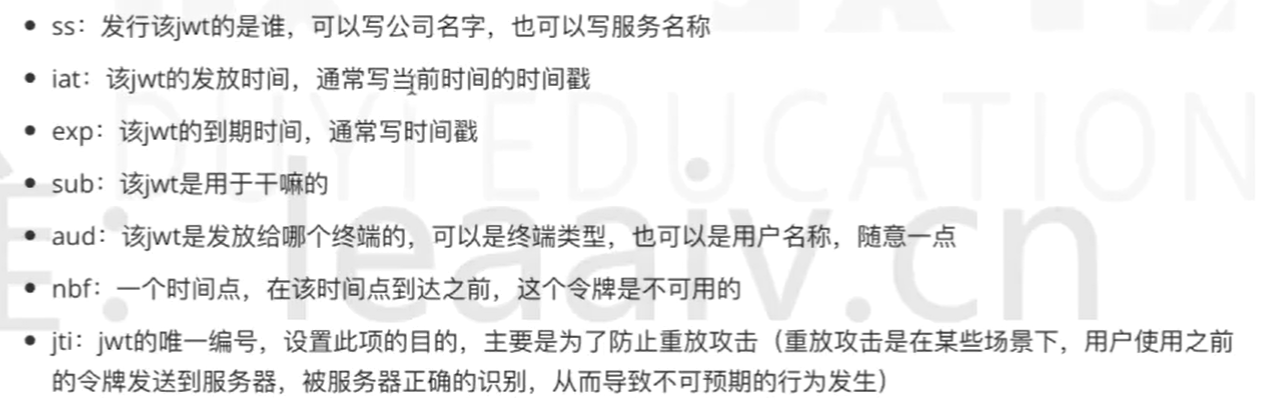 ss：发行该jwt的是谁，可以写公司名字，也可以写服务名称
iat：该jwt的发放时间，通常写当前时间的时间戳
exp：该jwt的到期时间，通常写时间戳
sub：该jwt是用于干嘛的
aud：该jwt是发放给哪个终端的，可以是终端类型，也可以是用户名称，随意一点
nbf：一个时间点，在该时间点到达之前，这个令牌是不可用的
jti：jwt的唯一编号，设置此项的目的，主要是为了防止重放攻击（重放攻击是在某些场景下，用户使用之前
的令牌发送到服务器，被服务器正确的识别，从而导致不可预期的行为发生）
DUYI EDUCATION
leaaiv.cn